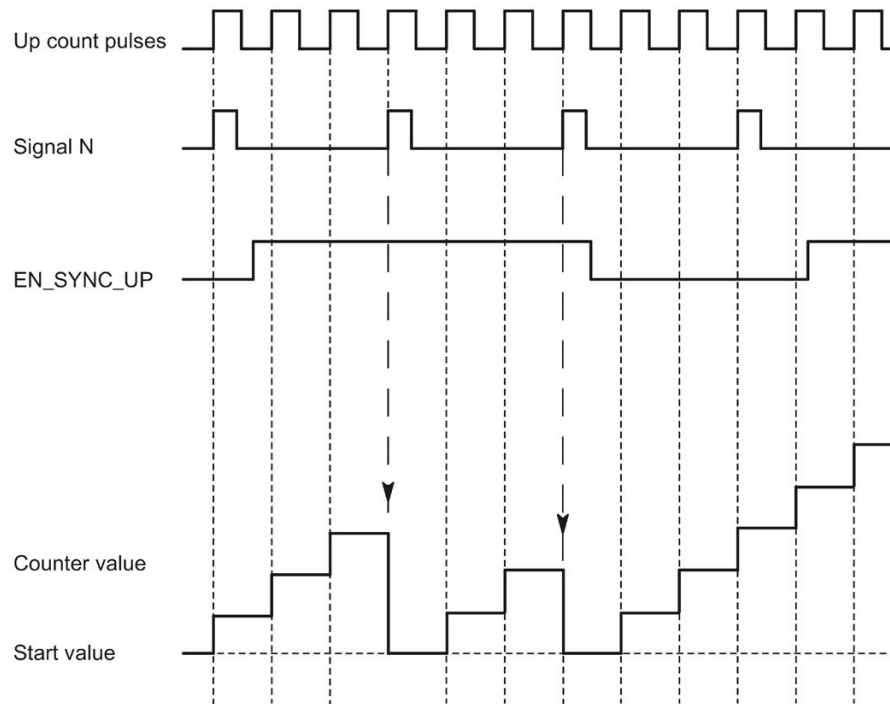 Up count pulses
Signal N
EN_SYNC_UP
Counter value
Start value